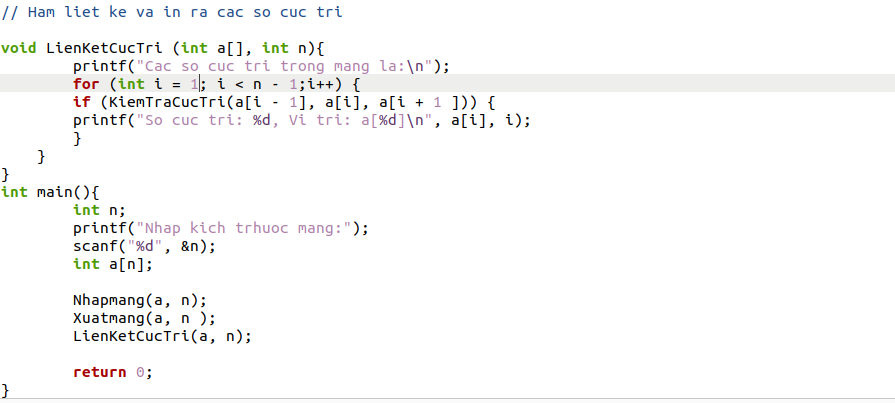 // Ham liet ke va in ra cac so cuc tri
void LienKetCucTri (int a[], int n){
printf("Cac so cuc tri trong mang la:\n");
for (int i = 1; i < n - 1;i++) {
if (KiemTraCucTri(a[i - 1], a[i], a[i + 1 ])) {
printf("So cuc tri: %d, Vi tri: a[%d]\n", a[i], i);
}
}
}
int main(){
int n;
printf("Nhap kich trhuoc mang:");
scanf("%d", &n);
int a[n];
Nhapmang(a, n);
Xuatmang(a, n );
LienKetCucTri(a, n);
return 0;
}